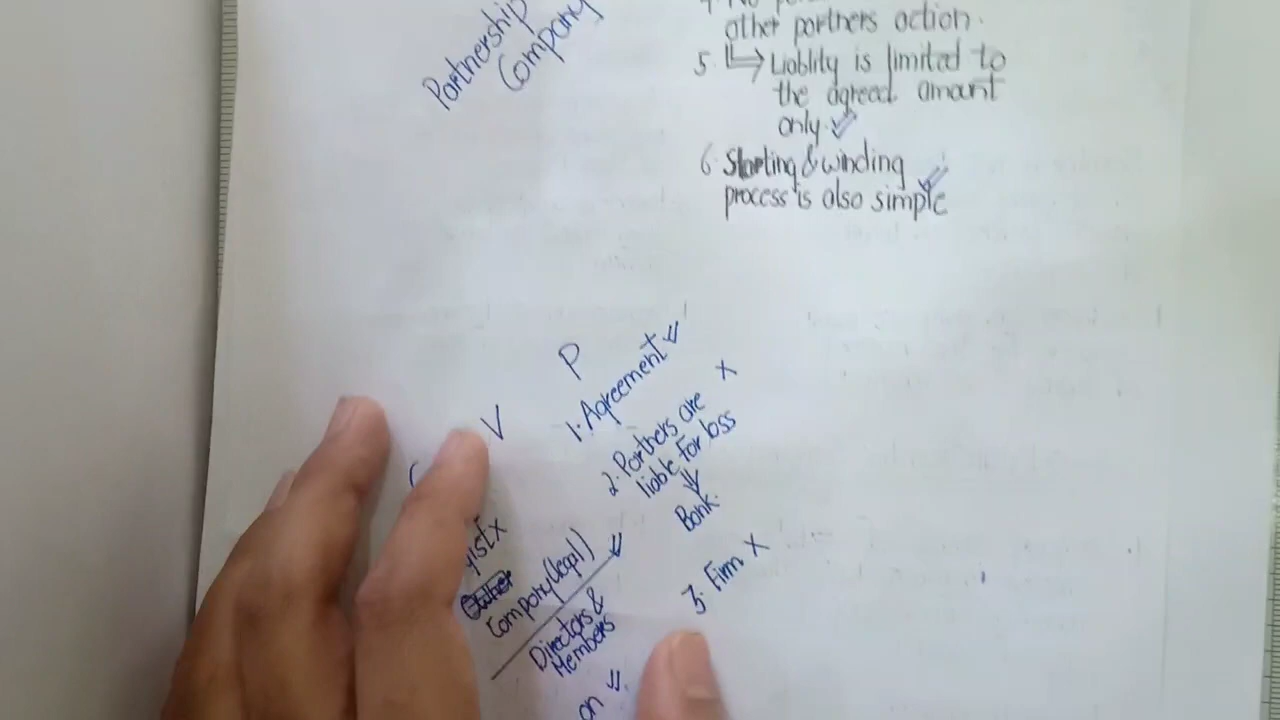 Partnership
Company
other partners action.
5. Liablity is limited to
the agreed amount
only.
6. Starting & winding
process is also simple
P
1. Agreement
2. Partners are
liable for loss
Bank.
3. Firm X
V
Company (legal)
Directors &
Members
on